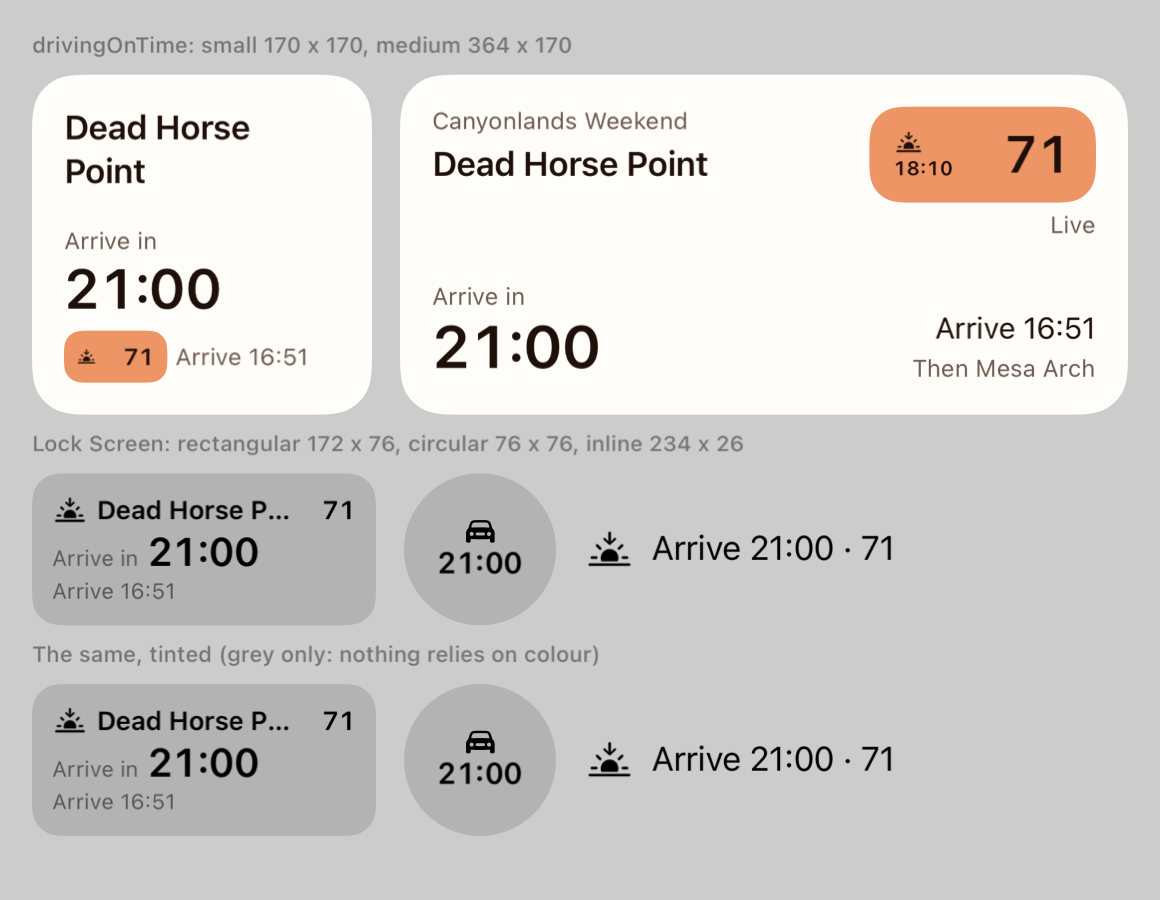 drivingOnTime: small 170 x 170, medium 364 x 170
Dead Horse
Point
Arrive in
21:00
71 Arrive 16:51
Canyonlands Weekend
Dead Horse Point
18:10
71
Live
Arrive in
21:00
Arrive 16:51
Then Mesa Arch
Lock Screen: rectangular 172 x 76, circular 76 x 76, inline 234 x 26
Dead Horse P... 71
Arrive in 21:00
Arrive 16:51
21:00
Arrive 21:00 · 71
The same, tinted (grey only: nothing relies on colour)
Dead Horse P... 71
Arrive in 21:00
Arrive 16:51
21:00
Arrive 21:00 · 71